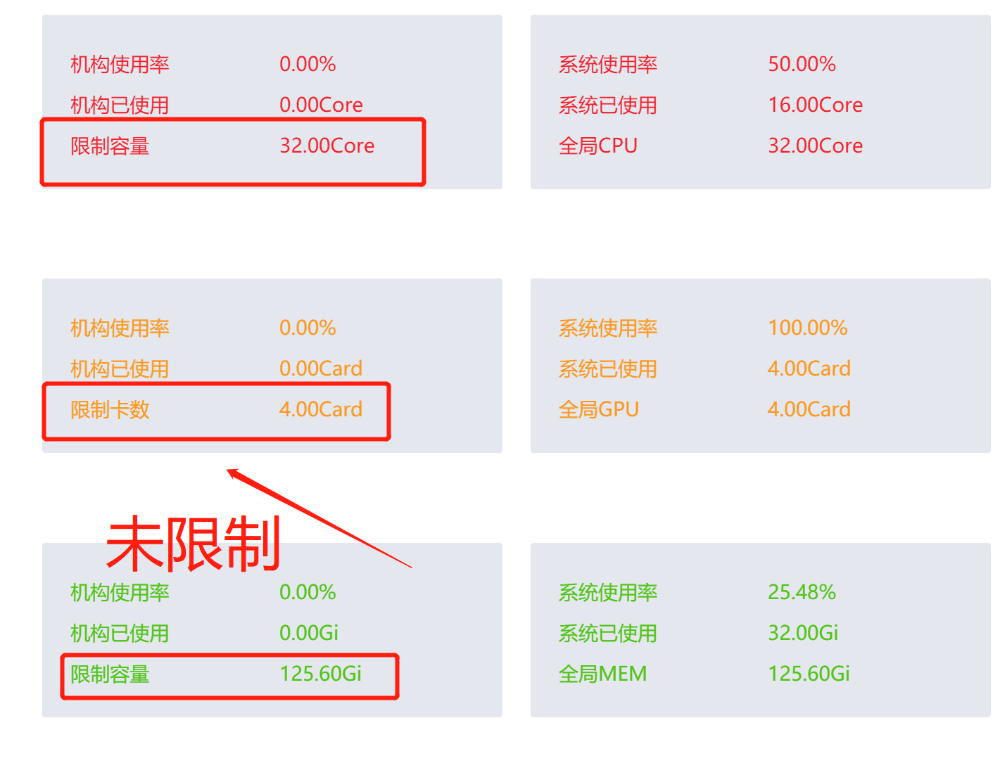 机构使用率 0.00%
机构已使用 0.00Core
限制容量 32.00Core
系统使用率 50.00%
系统已使用 16.00Core
全局CPU 32.00Core
机构使用率 0.00%
机构已使用 0.00Card
限制卡数 4.00Card
系统使用率 100.00%
系统已使用 4.00Card
全局GPU 4.00Card
未限制
机构使用率 0.00%
机构已使用 0.00Gi
限制容量 125.60Gi
系统使用率 25.48%
系统已使用 32.00Gi
全局MEM 125.60Gi